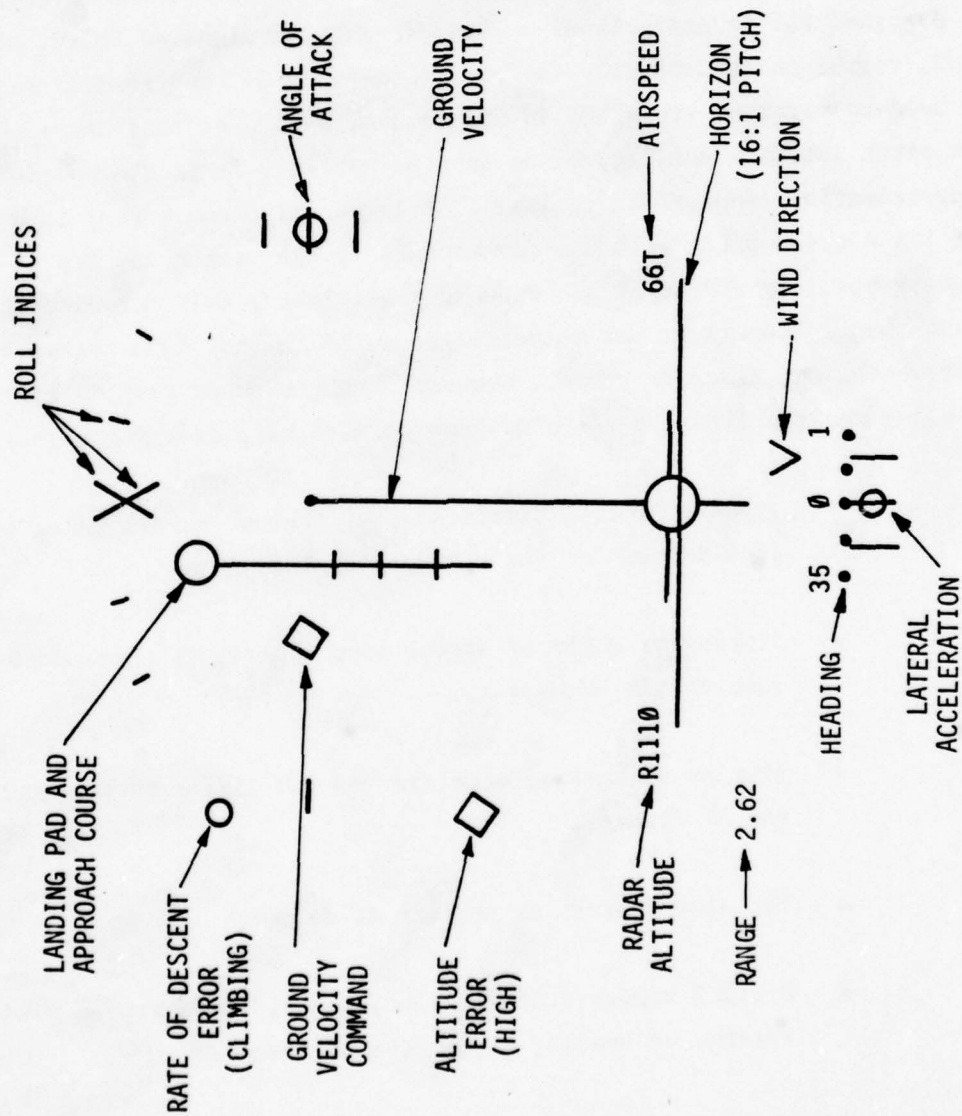 ROLL INDICES
LANDING PAD AND
APPROACH COURSE
RATE OF DESCENT
ERROR
(CLIMBING)
ANGLE OF
ATTACK
GROUND
VELOCITY
COMMAND
GROUND
VELOCITY
ALTITUDE
ERROR
(HIGH)
RADAR
ALTITUDE
R1110
66T
AIRSPEED
HORIZON
(16:1 PITCH)
RANGE
2.62
WIND DIRECTION
HEADING
35
0
1
LATERAL
ACCELERATION